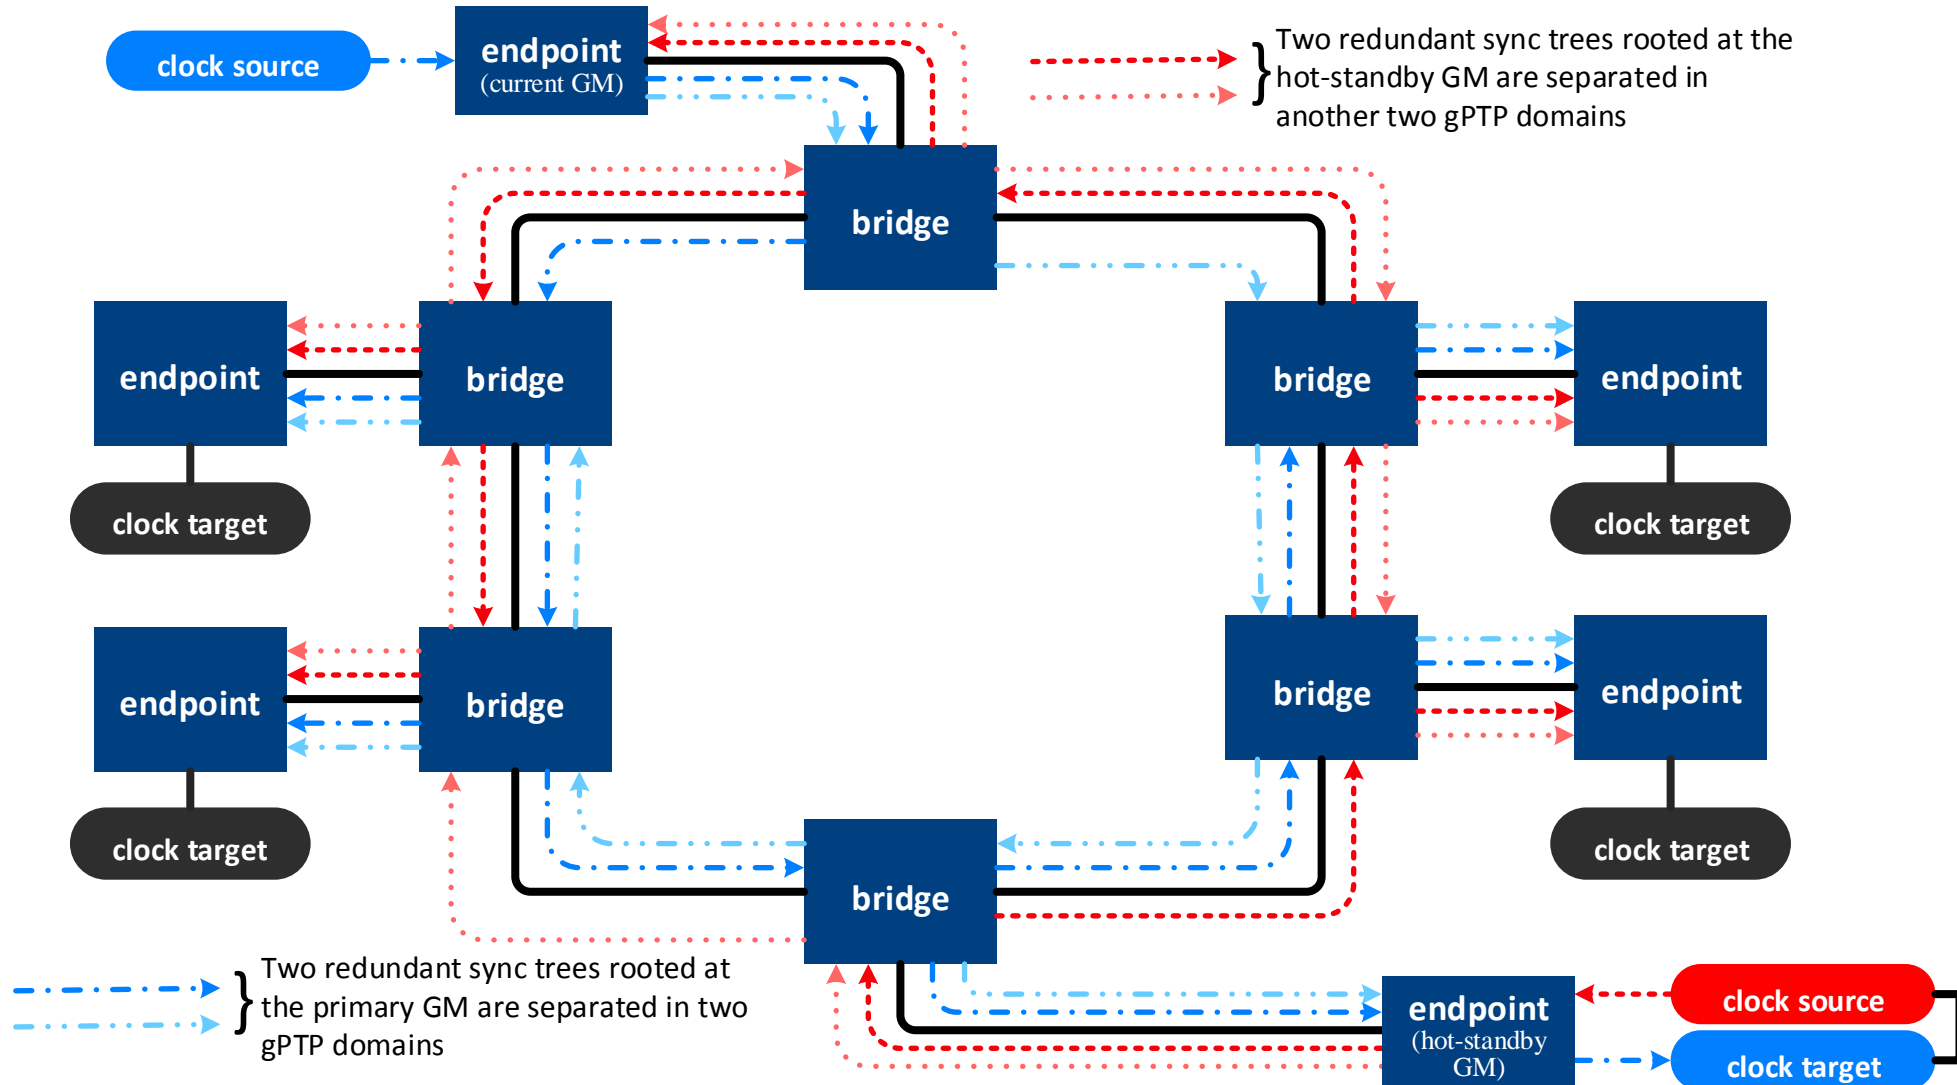 clock source
endpoint
(current GM)
Two redundant sync trees rooted at the
hot-standby GM are separated in
another two gPTP domains
bridge
endpoint
bridge
bridge
endpoint
clock target
clock target
endpoint
bridge
bridge
endpoint
clock target
clock target
bridge
Two redundant sync trees rooted at
the primary GM are separated in two
gPTP domains
endpoint
(hot-standby
GM)
clock source
clock target